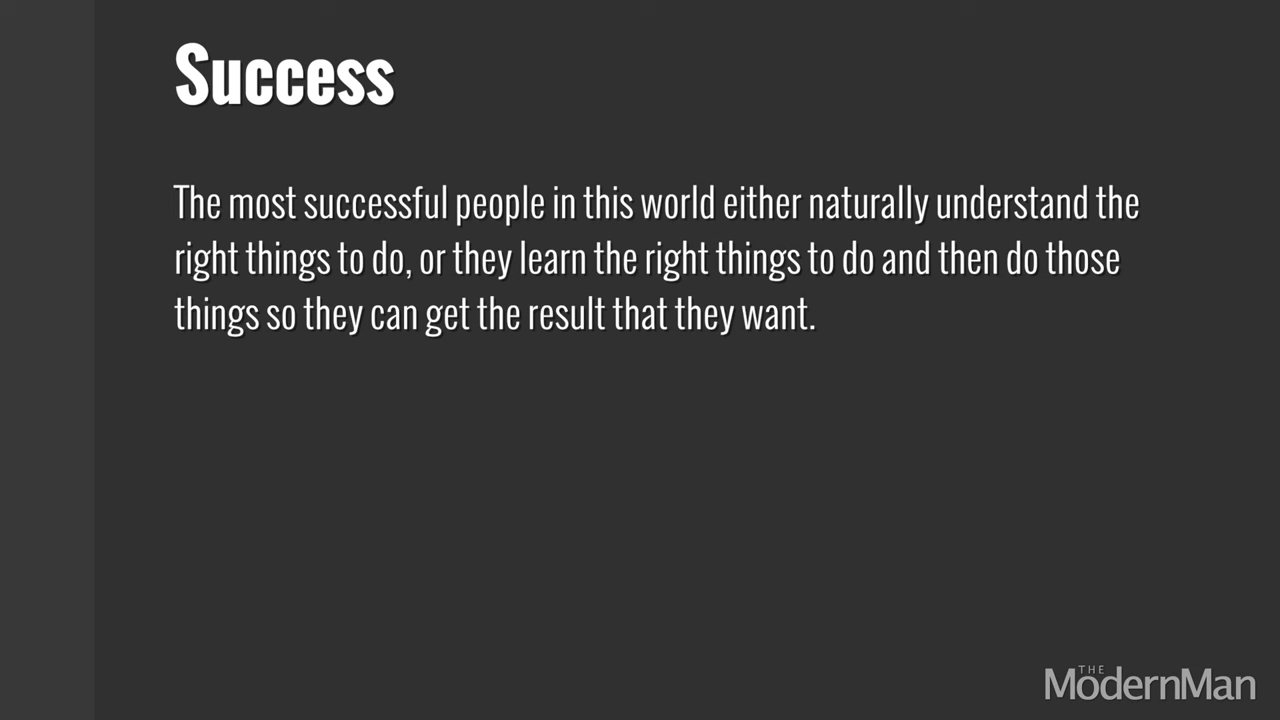 Success
The most successful people in this world either naturally understand the
right things to do, or they learn the right things to do and then do those
things so they can get the result that they want.
THE
ModernMan